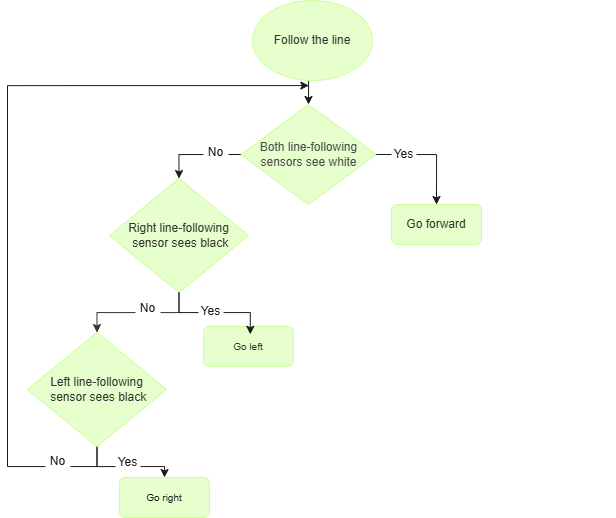 Follow the line
Both line-following
sensors see white
No
Yes
Right line-following
sensor sees black
Go forward
No
Yes
Go left
Left line-following
sensor sees black
No
Yes
Go right